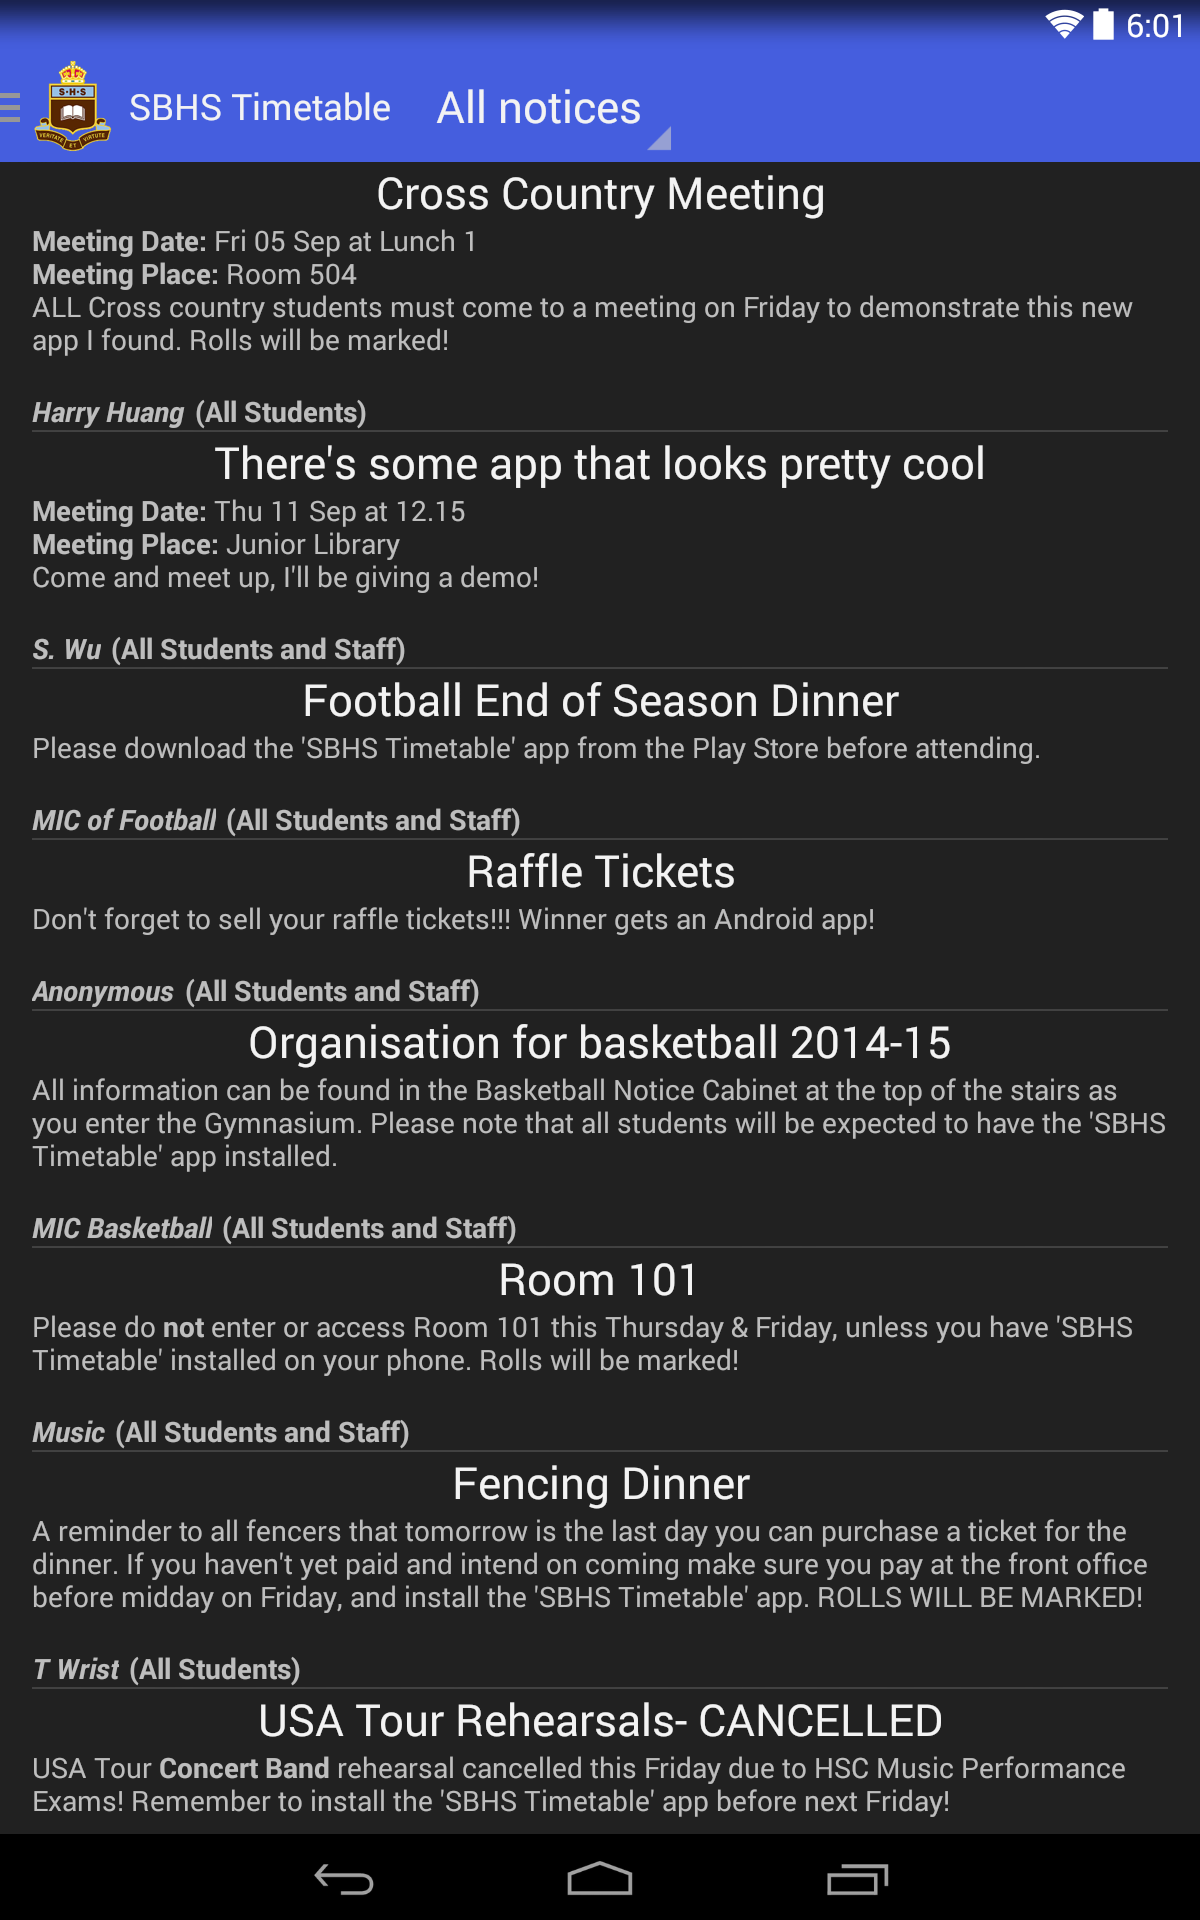 6:01
S·H·S
VERITATE ET VIRTUTE
SBHS Timetable
All notices
Cross Country Meeting
Meeting Date: Fri 05 Sep at Lunch 1
Meeting Place: Room 504
ALL Cross country students must come to a meeting on Friday to demonstrate this new
app I found. Rolls will be marked!
Harry Huang (All Students)
There's some app that looks pretty cool
Meeting Date: Thu 11 Sep at 12.15
Meeting Place: Junior Library
Come and meet up, I'll be giving a demo!
S. Wu (All Students and Staff)
Football End of Season Dinner
Please download the 'SBHS Timetable' app from the Play Store before attending.
MIC of Football (All Students and Staff)
Raffle Tickets
Don't forget to sell your raffle tickets!!! Winner gets an Android app!
Anonymous (All Students and Staff)
Organisation for basketball 2014-15
All information can be found in the Basketball Notice Cabinet at the top of the stairs as
you enter the Gymnasium. Please note that all students will be expected to have the 'SBHS
Timetable' app installed.
MIC Basketball (All Students and Staff)
Room 101
Please do not enter or access Room 101 this Thursday & Friday, unless you have 'SBHS
Timetable' installed on your phone. Rolls will be marked!
Music (All Students and Staff)
Fencing Dinner
A reminder to all fencers that tomorrow is the last day you can purchase a ticket for the
dinner. If you haven't yet paid and intend on coming make sure you pay at the front office
before midday on Friday, and install the 'SBHS Timetable' app. ROLLS WILL BE MARKED!
T Wrist (All Students)
USA Tour Rehearsals- CANCELLED
USA Tour Concert Band rehearsal cancelled this Friday due to HSC Music Performance
Exams! Remember to install the 'SBHS Timetable' app before next Friday!